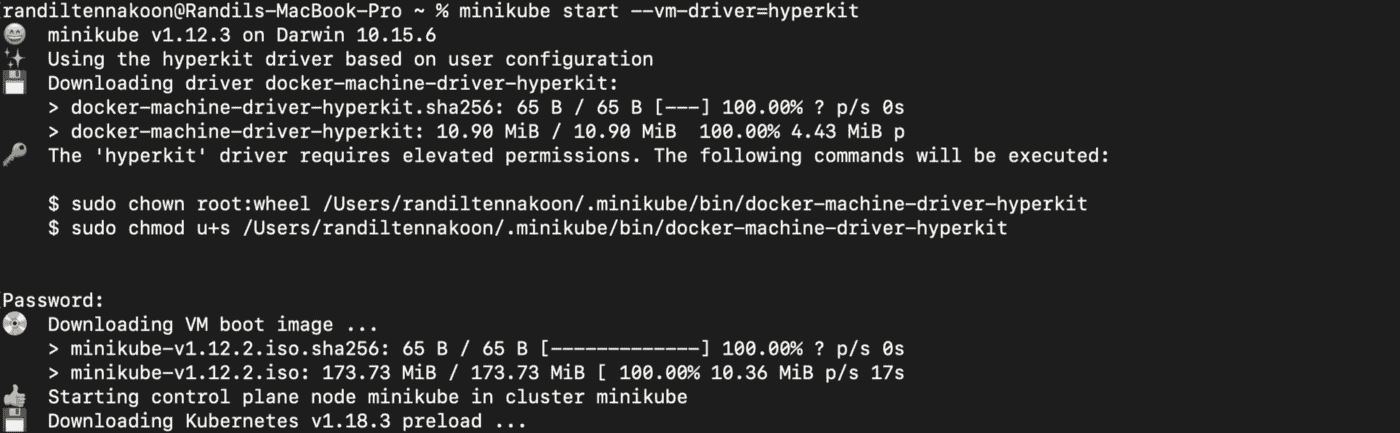 randiltennakoon@Randils-MacBook-Pro ~ % minikube start --vm-driver=hyperkit
😄 minikube v1.12.3 on Darwin 10.15.6
✨ Using the hyperkit driver based on user configuration
💾 Downloading driver docker-machine-driver-hyperkit:
> docker-machine-driver-hyperkit.sha256: 65 B / 65 B [---] 100.00% ? p/s 0s
> docker-machine-driver-hyperkit: 10.90 MiB / 10.90 MiB 100.00% 4.43 MiB p
🔑 The 'hyperkit' driver requires elevated permissions. The following commands will be executed:
$ sudo chown root:wheel /Users/randiltennakoon/.minikube/bin/docker-machine-driver-hyperkit
$ sudo chmod u+s /Users/randiltennakoon/.minikube/bin/docker-machine-driver-hyperkit
Password:
💿 Downloading VM boot image ...
> minikube-v1.12.2.iso.sha256: 65 B / 65 B [-------------] 100.00% ? p/s 0s
> minikube-v1.12.2.iso: 173.73 MiB / 173.73 MiB [ 100.00% 10.36 MiB p/s 17s
👍 Starting control plane node minikube in cluster minikube
💾 Downloading Kubernetes v1.18.3 preload ...